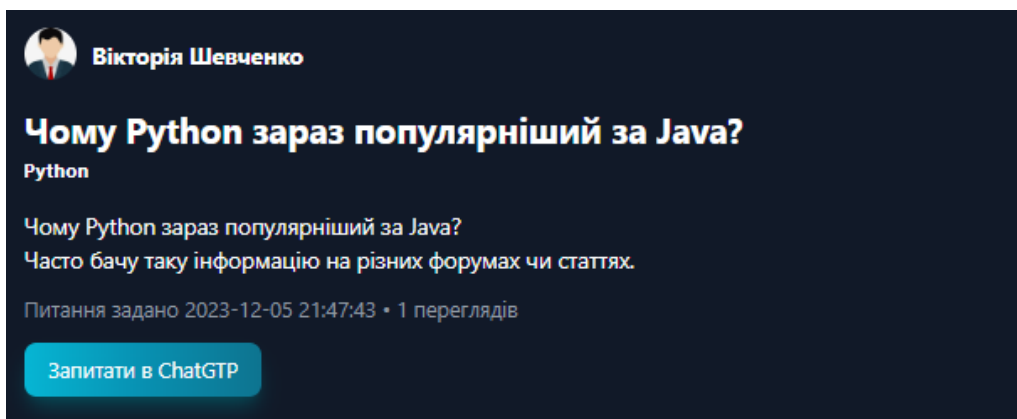 Вікторія Шевченко
Чому Python зараз популярніший за Java?
Python
Чому Python зараз популярніший за Java?
Часто бачу таку інформацію на різних форумах чи статтях.
Питання задано 2023-12-05 21:47:43 • 1 переглядів
Запитати в ChatGTP